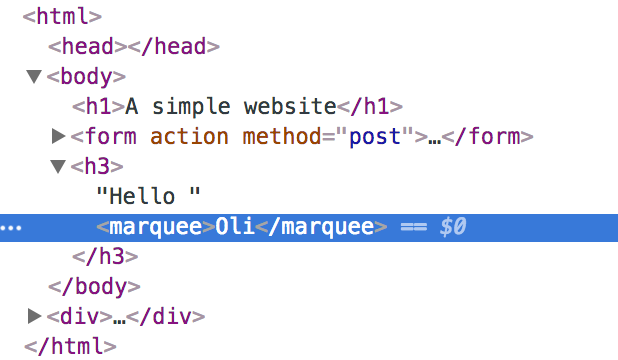 <html>
<head></head>
▼<body>
<h1>A simple website</h1>
▶<form action method="post">…</form>
▼<h3>
"Hello "
… <marquee>Oli</marquee> == $0
</h3>
</body>
▶<div>…</div>
</html>